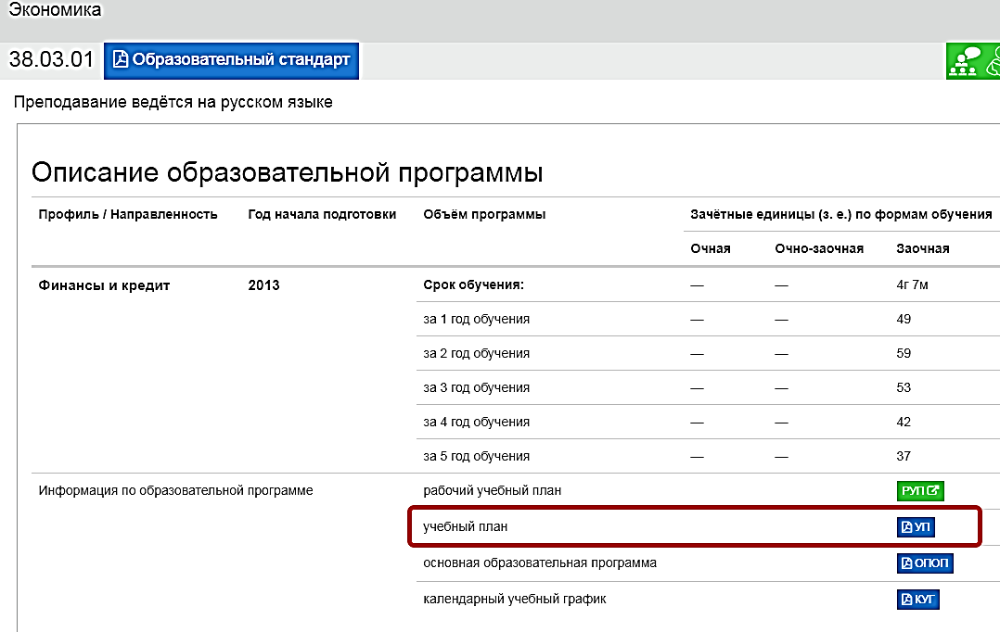 Экономика
38.03.01 Образовательный стандарт
Преподавание ведётся на русском языке
Описание образовательной программы
Профиль / Направленность Год начала подготовки Объём программы Зачётные единицы (з. е.) по формам обучения
Очная Очно-заочная Заочная
Финансы и кредит 2013 Срок обучения: — — 4г 7м
за 1 год обучения — — 49
за 2 год обучения — — 59
за 3 год обучения — — 53
за 4 год обучения — — 42
за 5 год обучения — — 37
Информация по образовательной программе рабочий учебный план РУП
учебный план УП
основная образовательная программа ОПОП
календарный учебный график КУГ